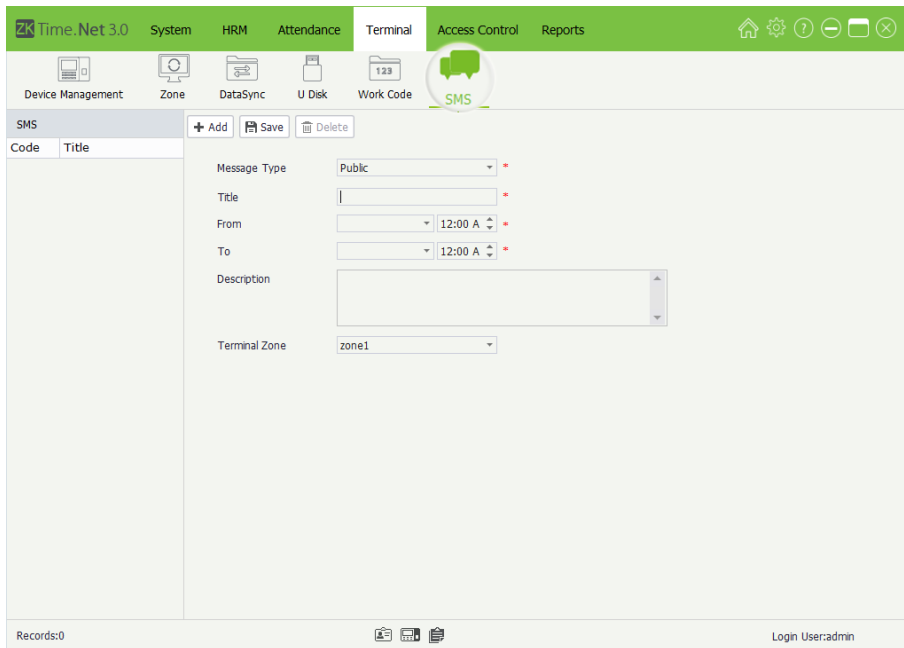 ZK Time.Net 3.0 System HRM Attendance Terminal Access Control Reports
Device Management Zone DataSync U Disk 123 Work Code SMS
SMS
Code Title
+ Add Save Delete
Message Type Public *
Title *
From 12:00 A *
To 12:00 A *
Description
Terminal Zone zone1
Records:0 Login User:admin